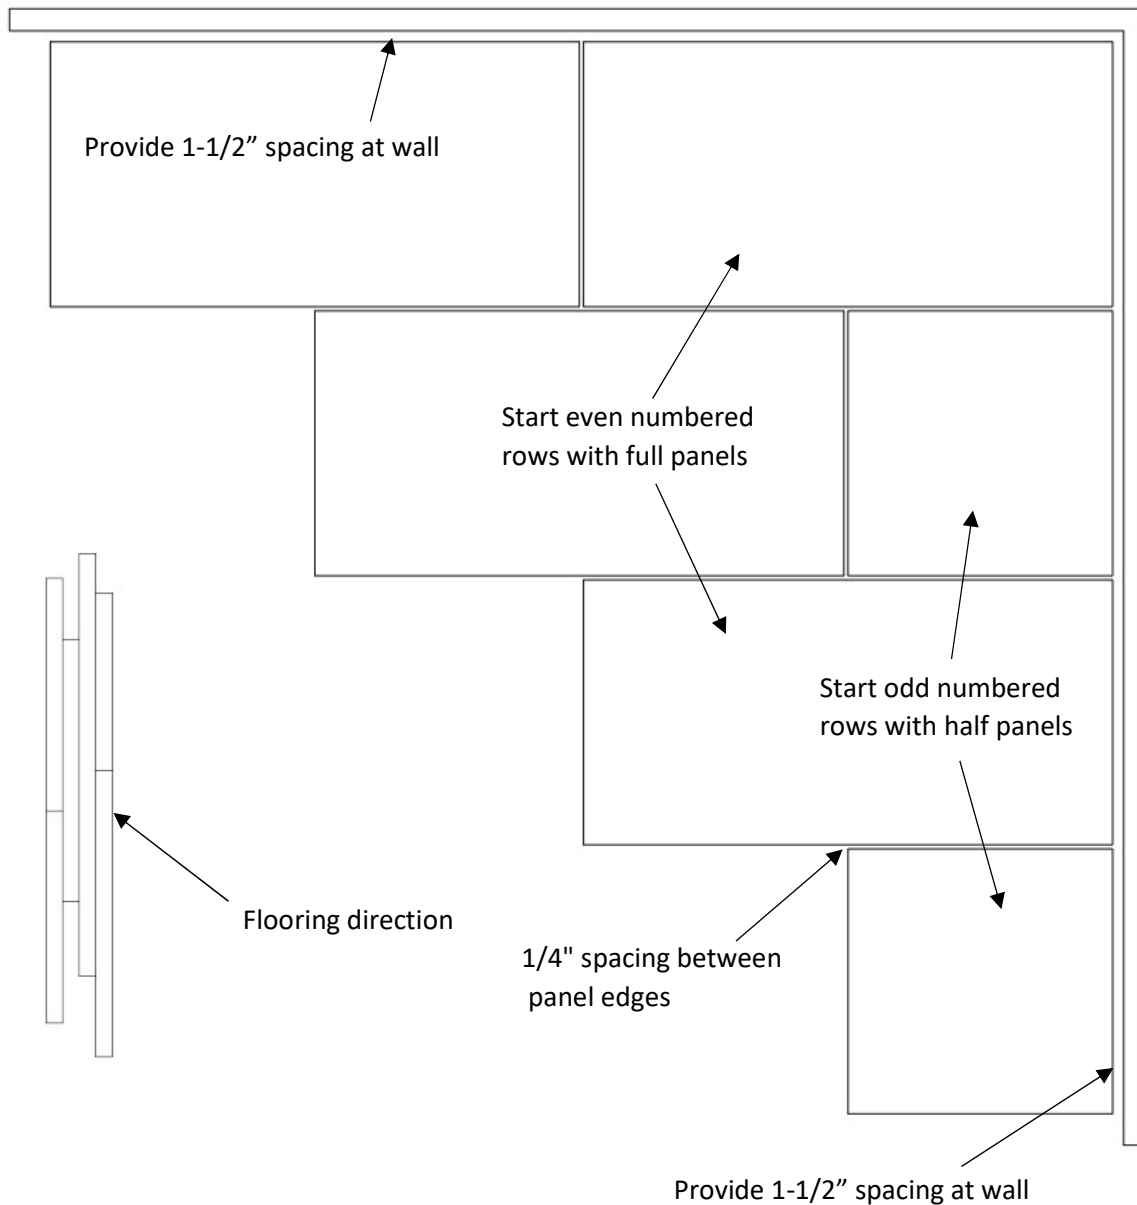 Provide 1-1/2” spacing at wall
Start even numbered
rows with full panels
Start odd numbered
rows with half panels
Flooring direction
1/4" spacing between
panel edges
Provide 1-1/2” spacing at wall